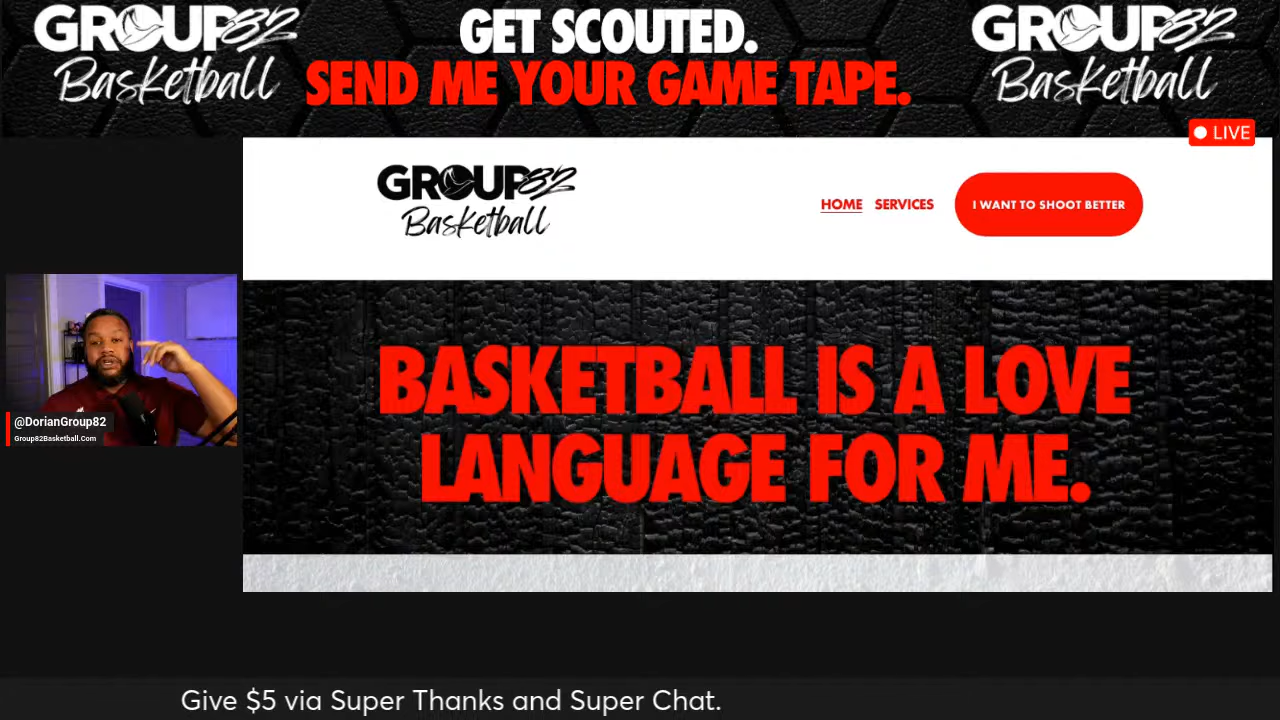 GROUP82
Basketball
GET SCOUTED.
SEND ME YOUR GAME TAPE.
GROUP82
Basketball
LIVE
GROUP82
Basketball
HOME SERVICES I WANT TO SHOOT BETTER
BASKETBALL IS A LOVE
LANGUAGE FOR ME.
@DorianGroup82
Group82Basketball.Com
Give $5 via Super Thanks and Super Chat.